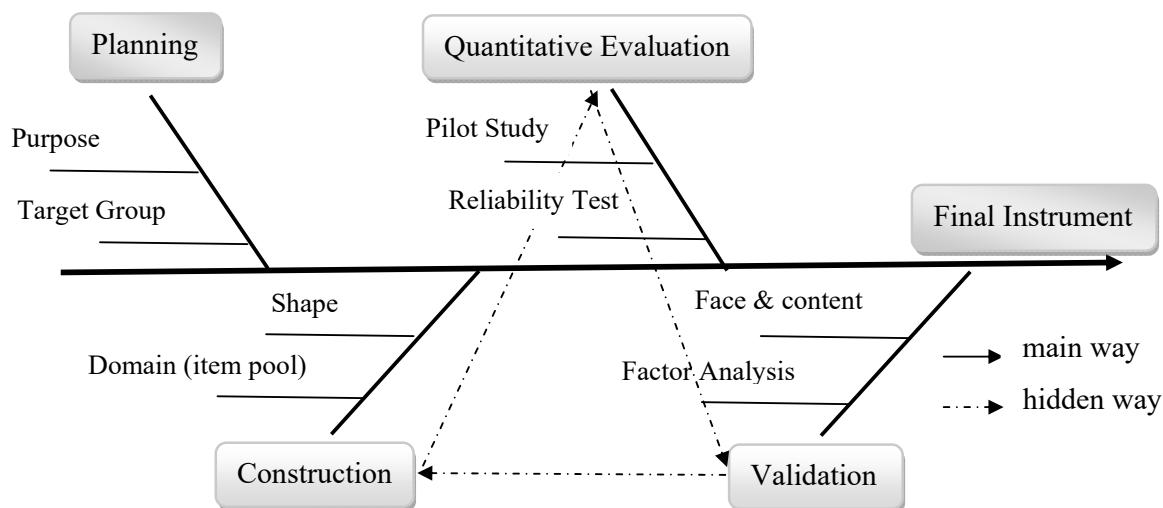 Planning
Quantitative Evaluation
Purpose
Pilot Study
Target Group
Reliability Test
Final Instrument
Shape
Face & content
Domain (item pool)
Factor Analysis
main way
hidden way
Construction
Validation